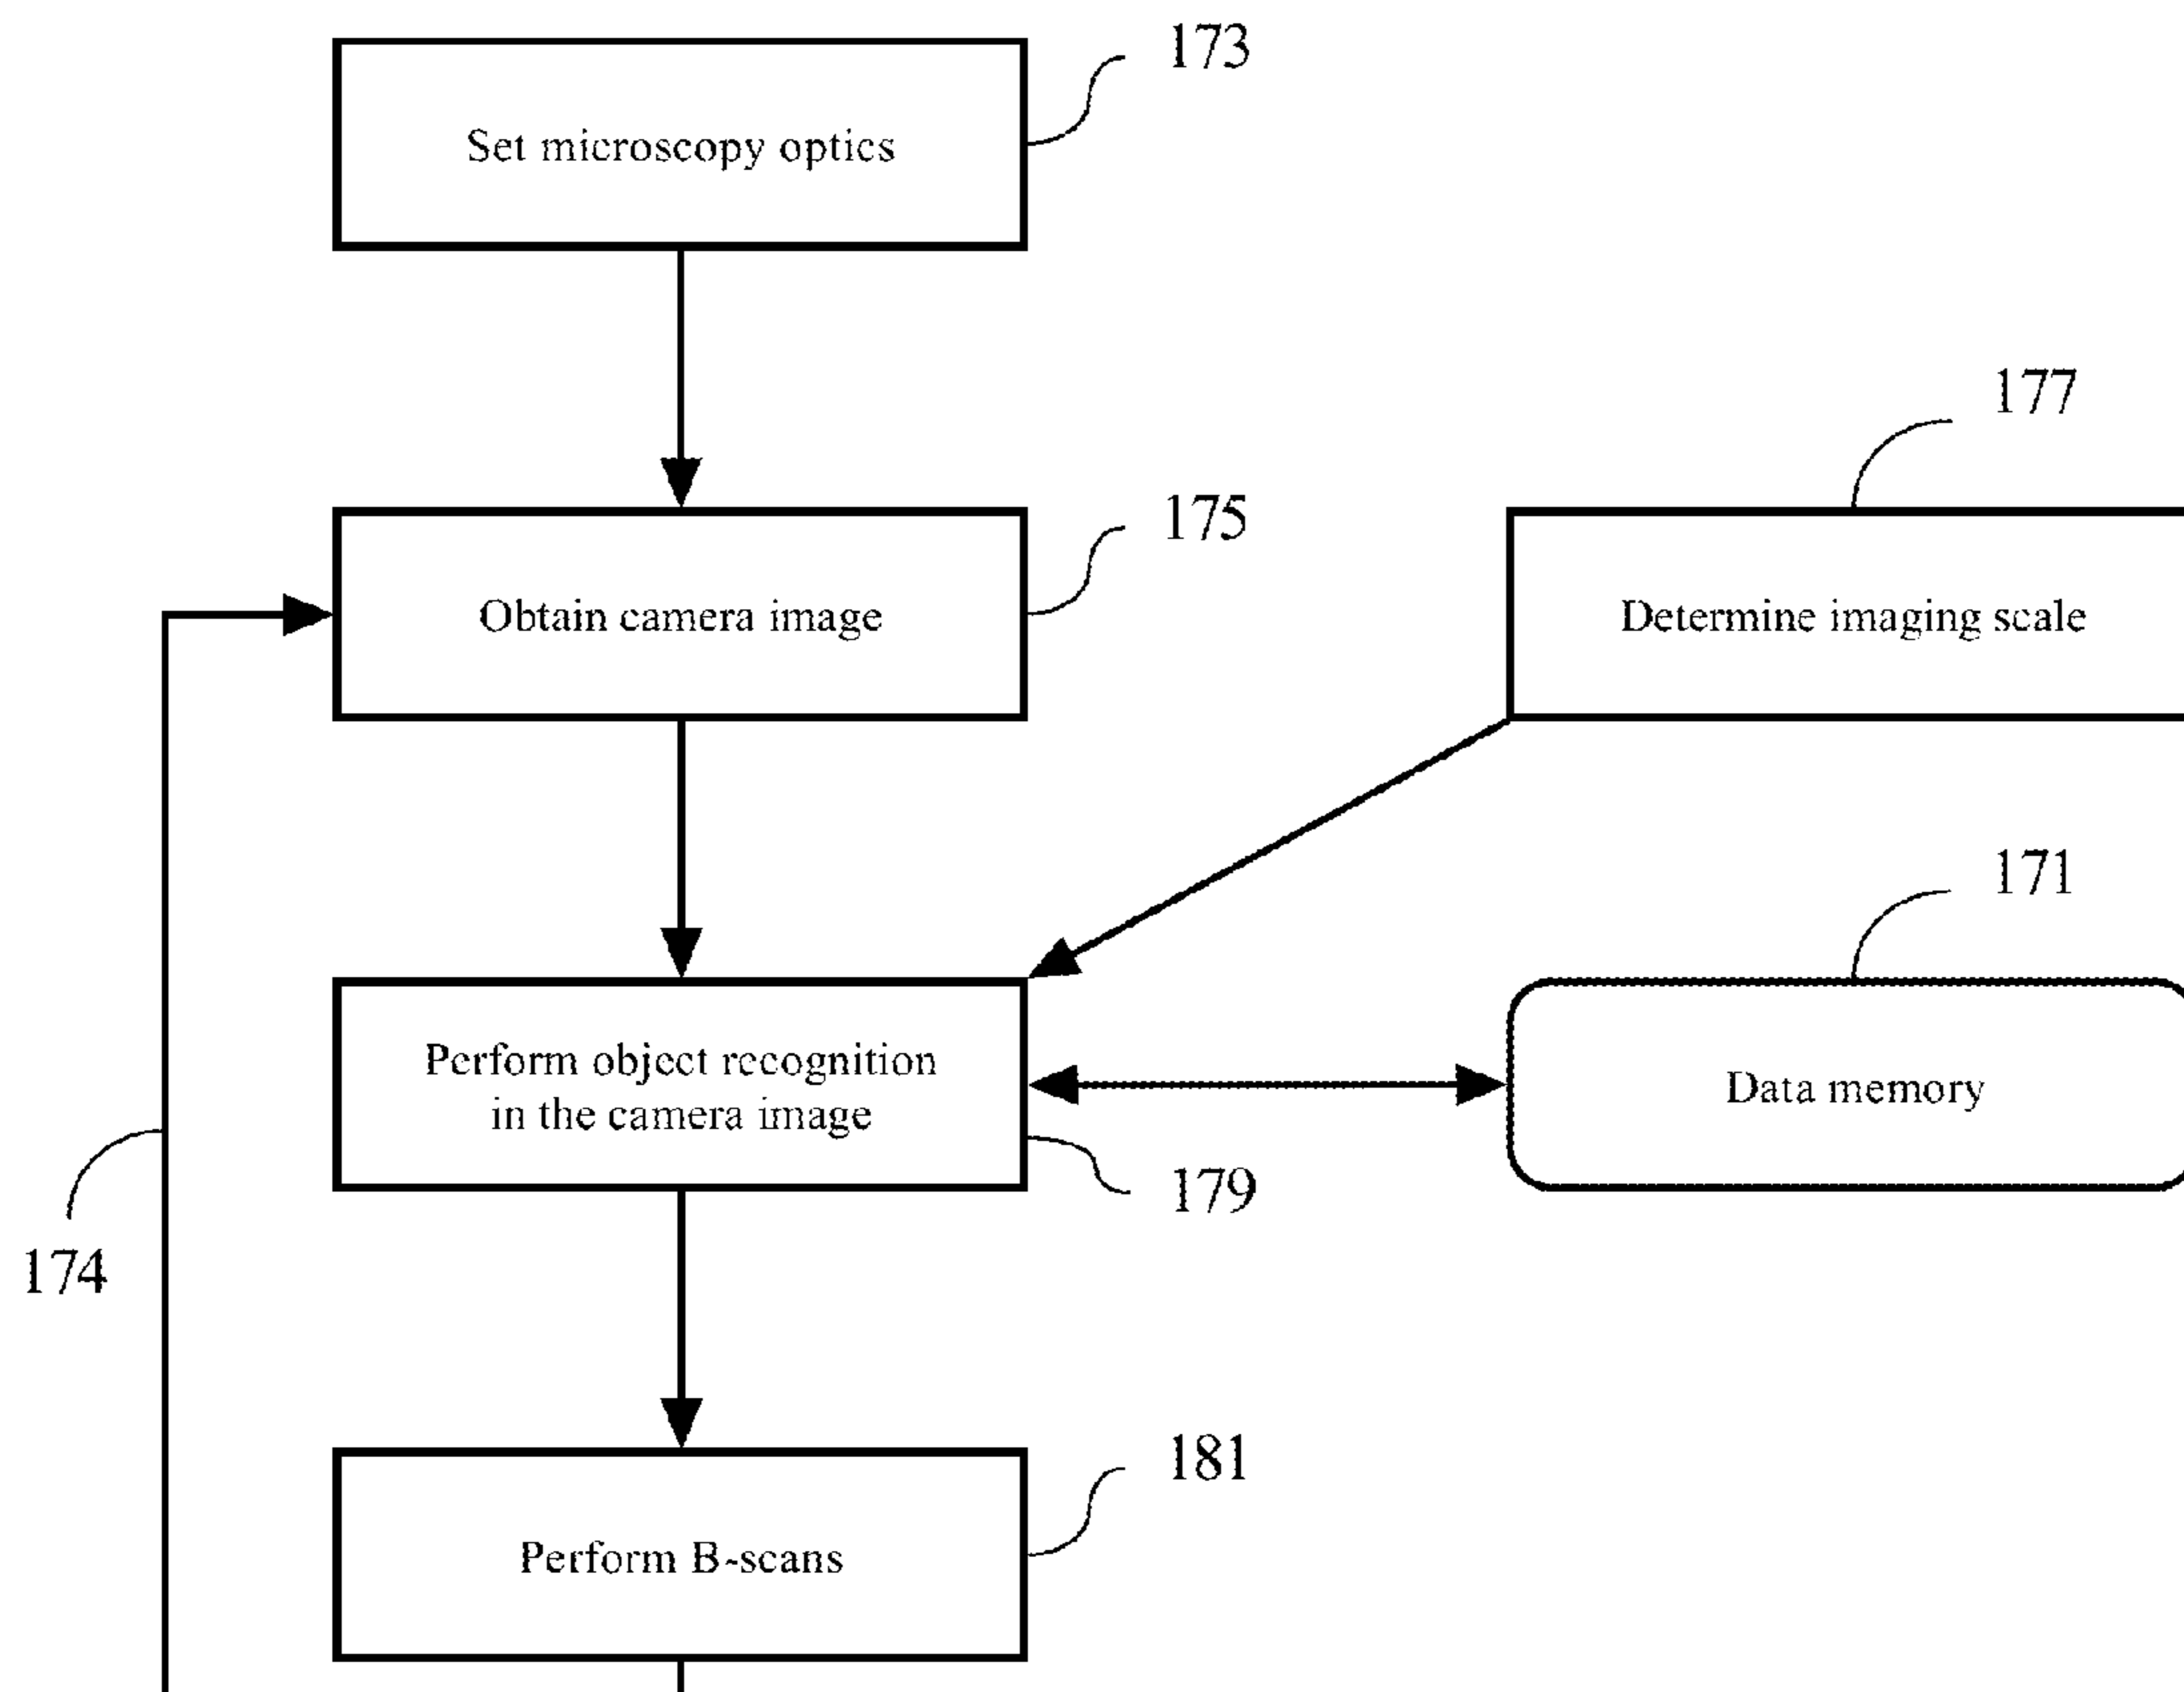 173
Set microscopy optics
177
175
Obtain camera image
Determine imaging scale
171
Perform object recognition
in the camera image
Data memory
179
174
181
Perform B-scans